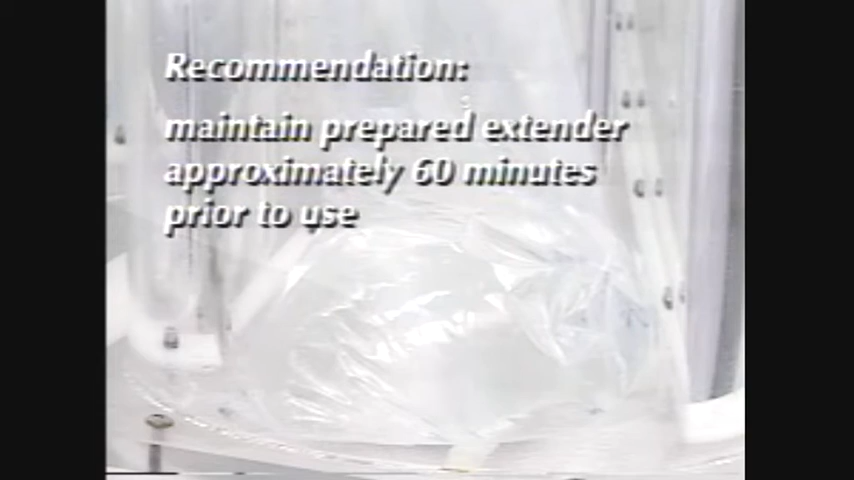 Recommendation:
maintain prepared extender
approximately 60 minutes
prior to use